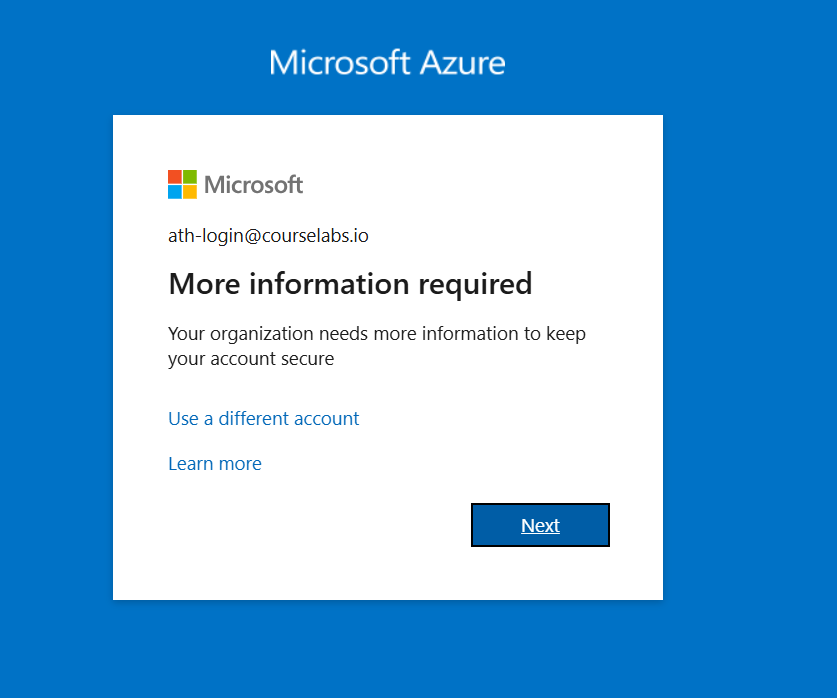 Microsoft Azure
Microsoft
ath-login@courselabs.io
More information required
Your organization needs more information to keep
your account secure
Use a different account
Learn more
Next